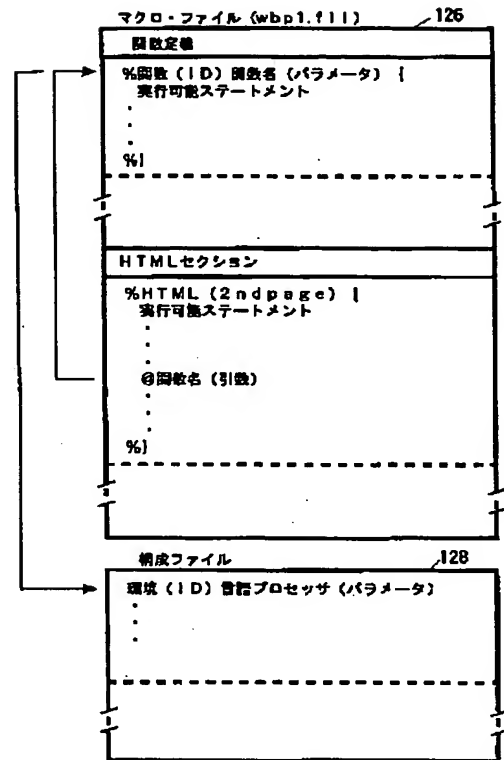 マクロ・ファイル (wbp1.fil) 126
関数定義
%関数 (ID) 関数名 (パラメータ) {
実行可能ステートメント
.
.
.
%}
HTMLセクション
%HTML (2ndpage) {
実行可能ステートメント
.
.
.
@関数名 (引数)
.
.
.
%}
構成ファイル 128
環境 (ID) 言語プロセッサ (パラメータ)
.
.
.